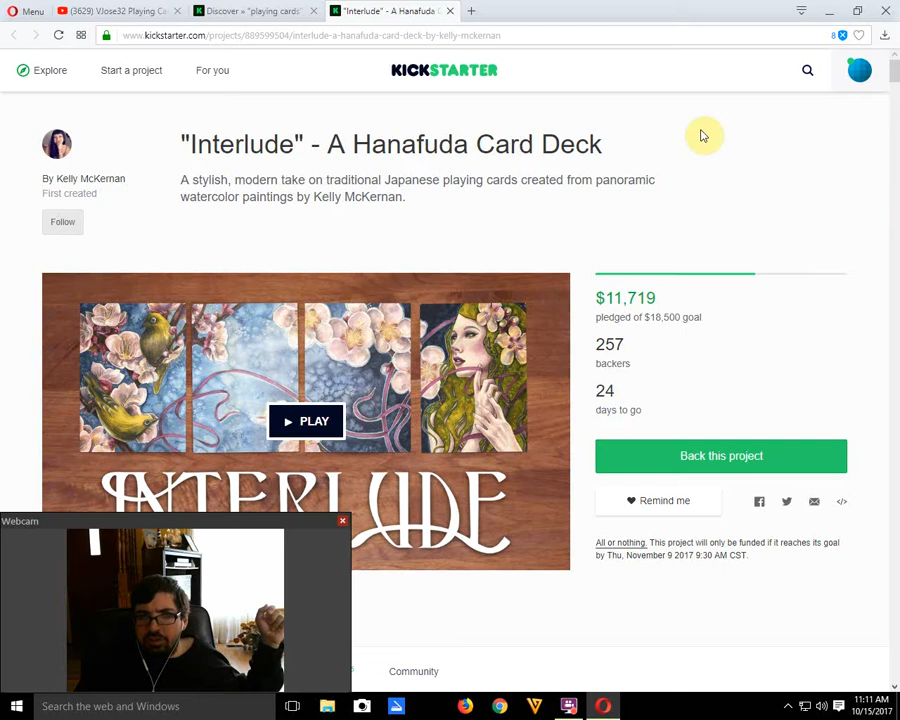 Menu
(3629) VJose32 Playing Ca
Discover » "playing cards"
"Interlude" - A Hanafuda C
www.kickstarter.com/projects/889599504/interlude-a-hanafuda-card-deck-by-kelly-mckernan
8
Explore
Start a project
For you
KICKSTARTER
"Interlude" - A Hanafuda Card Deck
By Kelly McKernan
First created
Follow
A stylish, modern take on traditional Japanese playing cards created from panoramic
watercolor paintings by Kelly McKernan.
PLAY
INTERLUDE
$11,719
pledged of $18,500 goal
257
backers
24
days to go
Back this project
Remind me
All or nothing. This project will only be funded if it reaches its goal
by Thu, November 9 2017 9:30 AM CST.
Webcam
Community
Search the web and Windows
11:11 AM
10/15/2017